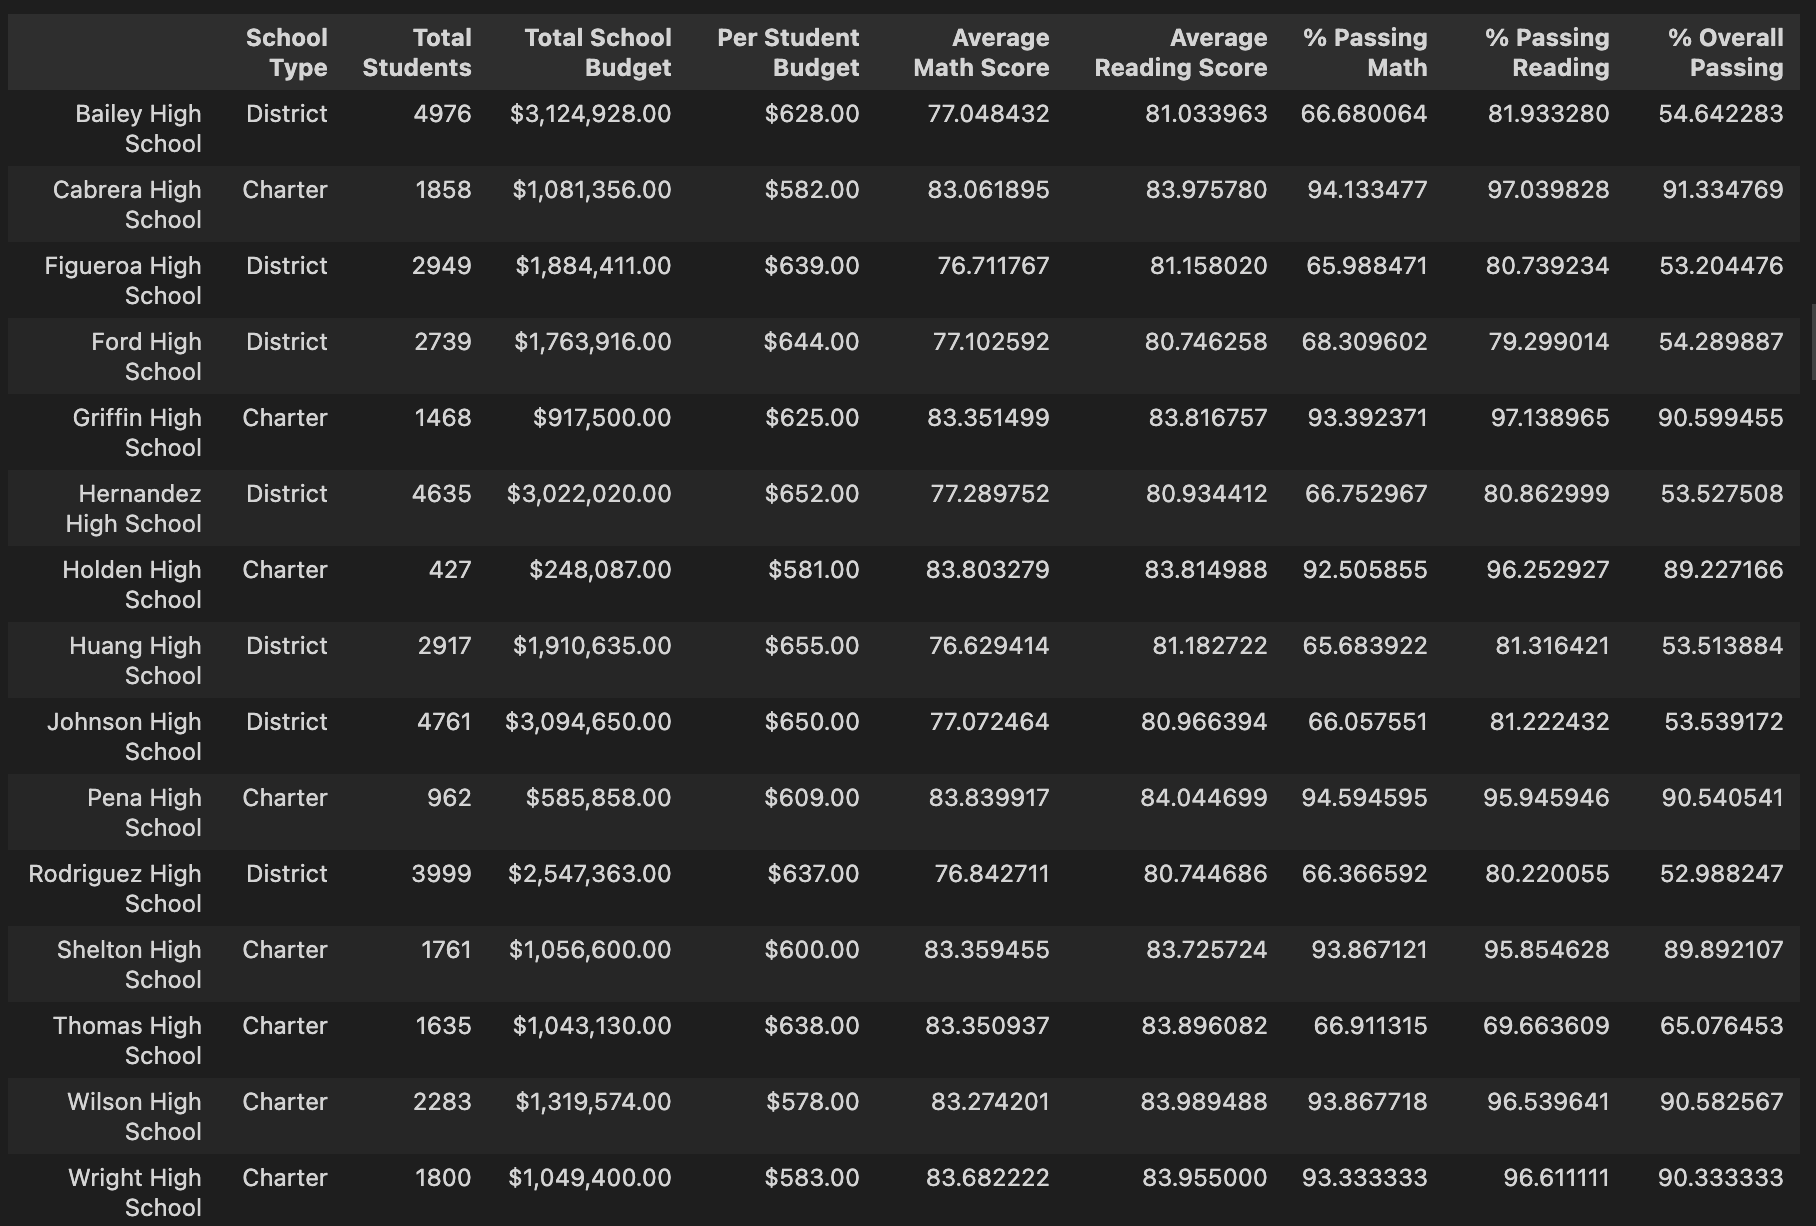 School Type Total Students Total School Budget Per Student Budget Average Math Score Average Reading Score % Passing Math % Passing Reading % Overall Passing
Bailey High School District 4976 $3,124,928.00 $628.00 77.048432 81.033963 66.680064 81.933280 54.642283
Cabrera High School Charter 1858 $1,081,356.00 $582.00 83.061895 83.975780 94.133477 97.039828 91.334769
Figueroa High School District 2949 $1,884,411.00 $639.00 76.711767 81.158020 65.988471 80.739234 53.204476
Ford High School District 2739 $1,763,916.00 $644.00 77.102592 80.746258 68.309602 79.299014 54.289887
Griffin High School Charter 1468 $917,500.00 $625.00 83.351499 83.816757 93.392371 97.138965 90.599455
Hernandez High School District 4635 $3,022,020.00 $652.00 77.289752 80.934412 66.752967 80.862999 53.527508
Holden High School Charter 427 $248,087.00 $581.00 83.803279 83.814988 92.505855 96.252927 89.227166
Huang High School District 2917 $1,910,635.00 $655.00 76.629414 81.182722 65.683922 81.316421 53.513884
Johnson High School District 4761 $3,094,650.00 $650.00 77.072464 80.966394 66.057551 81.222432 53.539172
Pena High School Charter 962 $585,858.00 $609.00 83.839917 84.044699 94.594595 95.945946 90.540541
Rodriguez High School District 3999 $2,547,363.00 $637.00 76.842711 80.744686 66.366592 80.220055 52.988247
Shelton High School Charter 1761 $1,056,600.00 $600.00 83.359455 83.725724 93.867121 95.854628 89.892107
Thomas High School Charter 1635 $1,043,130.00 $638.00 83.350937 83.896082 66.911315 69.663609 65.076453
Wilson High School Charter 2283 $1,319,574.00 $578.00 83.274201 83.989488 93.867718 96.539641 90.582567
Wright High School Charter 1800 $1,049,400.00 $583.00 83.682222 83.955000 93.333333 96.611111 90.333333